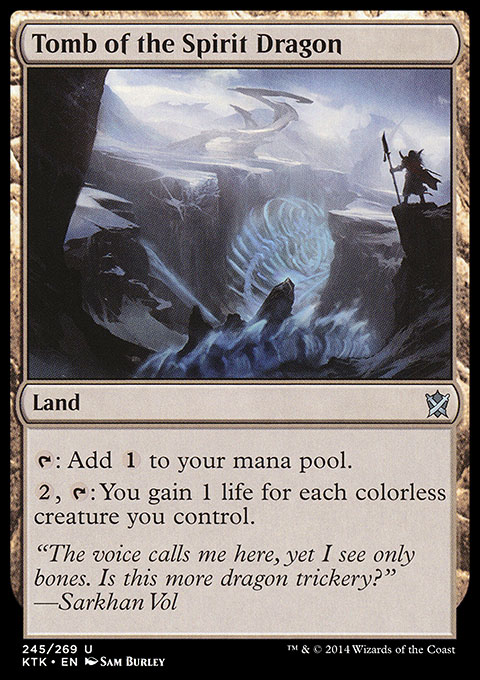 Tomb of the Spirit Dragon
Land
: Add 1 to your mana pool.
2, : You gain 1 life for each colorless
creature you control.
“The voice calls me here, yet I see only
bones. Is this more dragon trickery?”
—Sarkhan Vol
245/269 U
KTK • EN Sam Burley
™ & © 2014 Wizards of the Coast